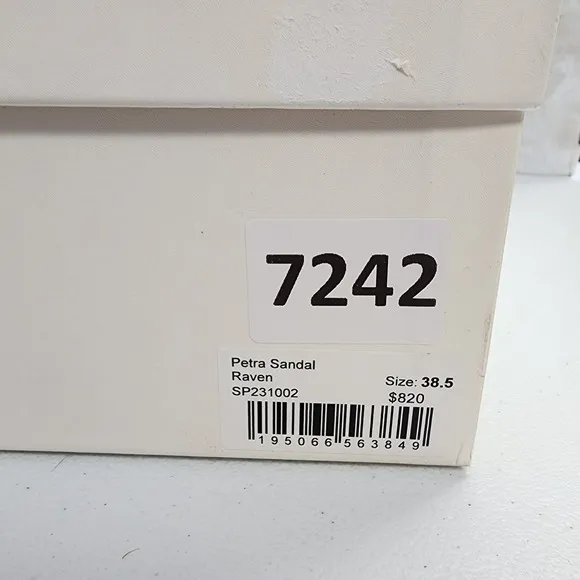 7242
Petra Sandal
Raven
Size: 38.5
SP231002
$820
195066563849